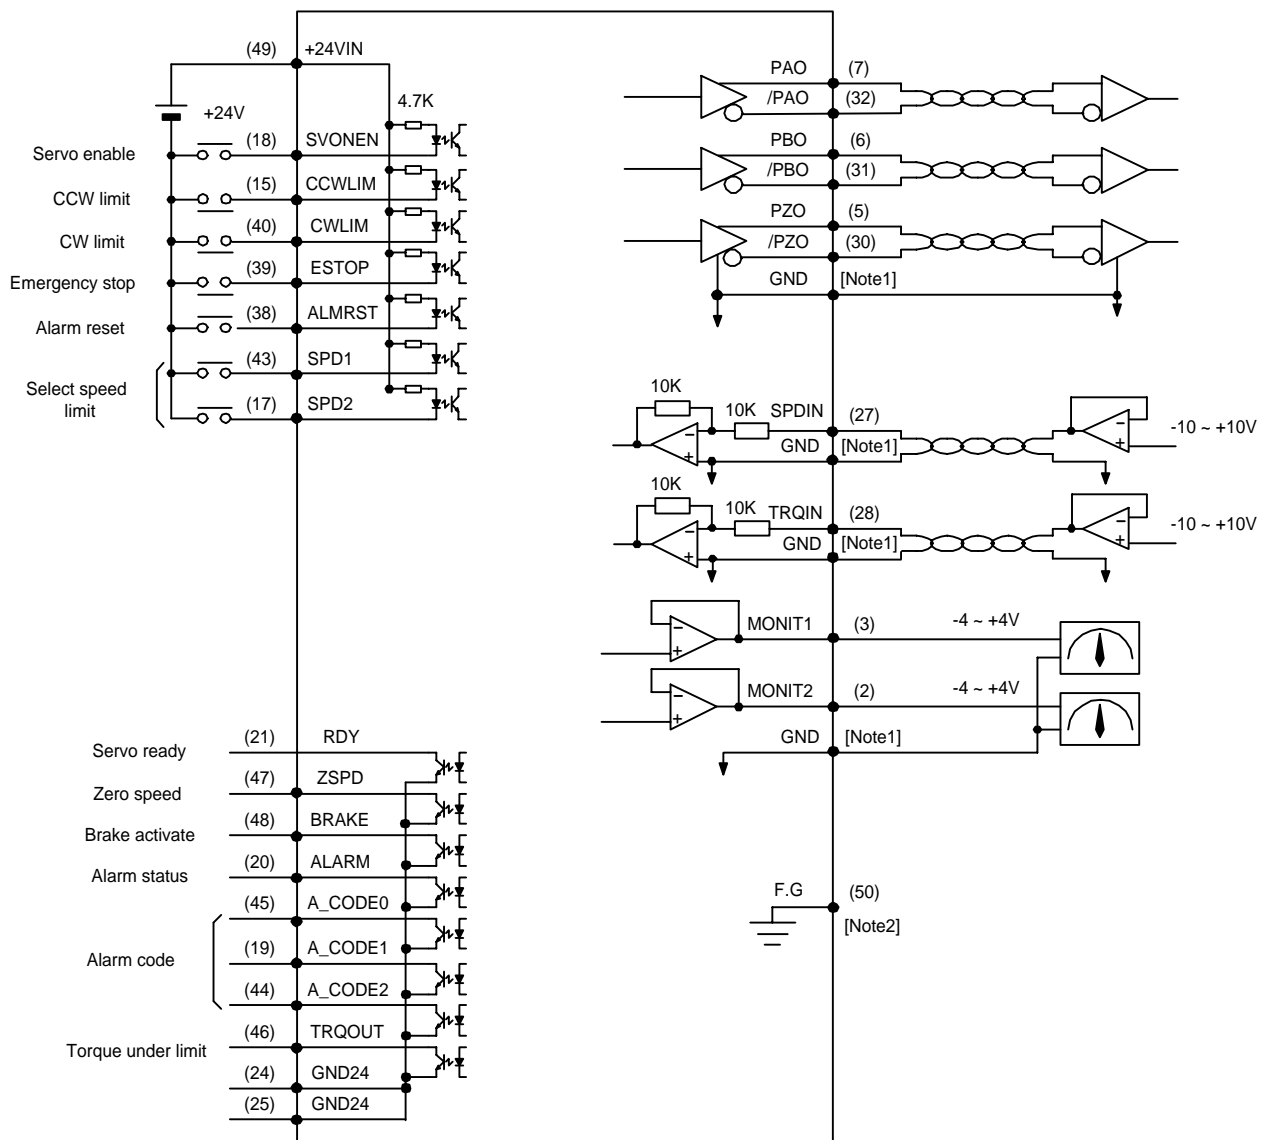 (49) +24VIN
4.7K
+24V
Servo enable (18) SVONEN
CCW limit (15) CCWLIM
CW limit (40) CWLIM
Emergency stop (39) ESTOP
Alarm reset (38) ALMRST
Select speed
limit
(43) SPD1
(17) SPD2
Servo ready (21) RDY
Zero speed (47) ZSPD
Brake activate (48) BRAKE
Alarm status (20) ALARM
Alarm code
(45) A_CODE0
(19) A_CODE1
(44) A_CODE2
Torque under limit (46) TRQOUT
(24) GND24
(25) GND24
PAO (7)
/PAO (32)
PBO (6)
/PBO (31)
PZO (5)
/PZO (30)
GND [Note1]
10K
10K SPDIN (27)
- -
-10 ~ +10V
GND [Note1]
+ +
10K
10K TRQIN (28)
- -
-10 ~ +10V
GND [Note1]
+ +
- MONIT1 (3) -4 ~ +4V
+
- MONIT2 (2) -4 ~ +4V
+
GND [Note1]
F.G (50)
[Note2]